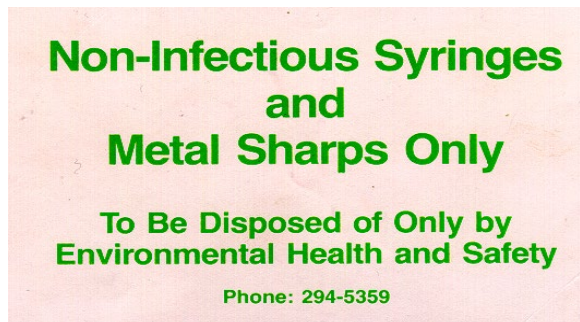 Non-Infectious Syringes
and
Metal Sharps Only
To Be Disposed of Only by
Environmental Health and Safety
Phone: 294-5359